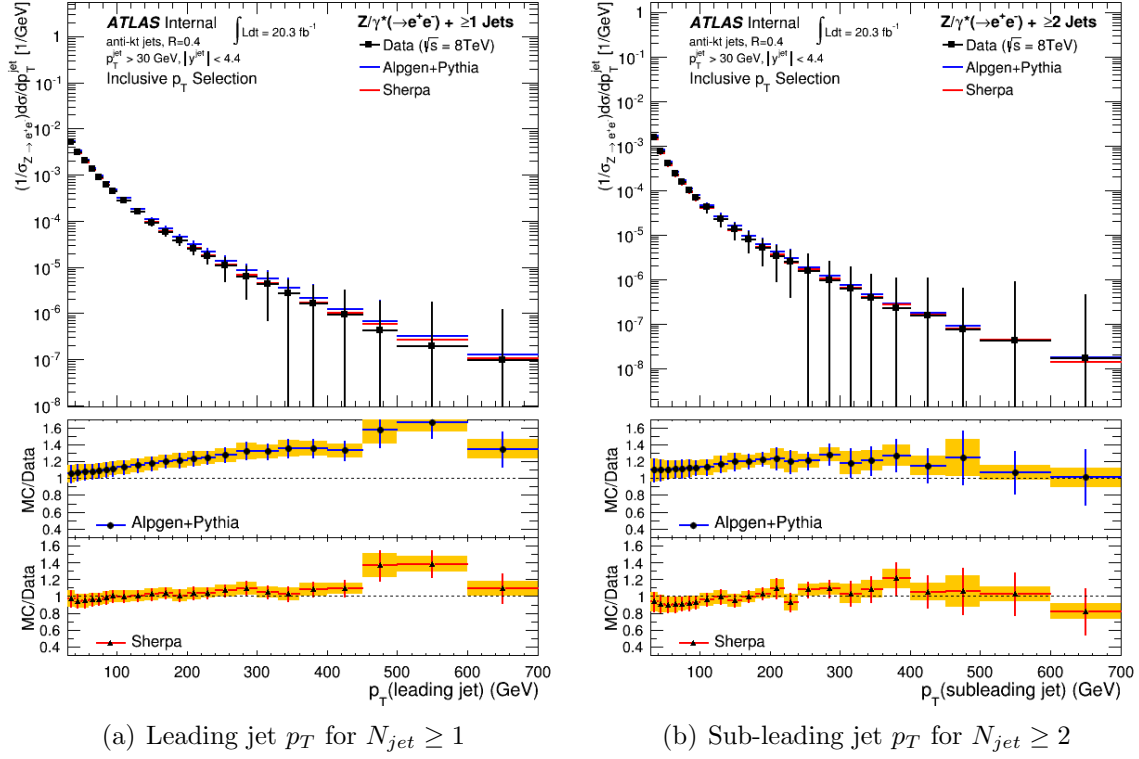 ATLAS Internal
∫Ldt = 20.3 fb⁻¹
Z/γ*(→e⁺e⁻) + ≥1 Jets
anti-kt jets, R=0.4
p_T^jet > 30 GeV, |y^jet| < 4.4
Inclusive p_T Selection
Data (√s = 8TeV)
Alpgen+Pythia
Sherpa
(1/σ_{Z → e⁺e⁻})dσ/dp_T^jet [1/GeV]
1
10⁻¹
10⁻²
10⁻³
10⁻⁴
10⁻⁵
10⁻⁶
10⁻⁷
10⁻⁸
MC/Data
1.6
1.4
1.2
1
0.8
0.6
0.4
Alpgen+Pythia
MC/Data
1.6
1.4
1.2
1
0.8
0.6
0.4
Sherpa
100 200 300 400 500 600 700
p_T(leading jet) (GeV)
(a) Leading jet p_T for N_jet ≥ 1
ATLAS Internal
∫Ldt = 20.3 fb⁻¹
Z/γ*(→e⁺e⁻) + ≥2 Jets
anti-kt jets, R=0.4
p_T^jet > 30 GeV, |y^jet| < 4.4
Inclusive p_T Selection
Data (√s = 8TeV)
Alpgen+Pythia
Sherpa
(1/σ_{Z → e⁺e⁻})dσ/dp_T^jet [1/GeV]
1
10⁻¹
10⁻²
10⁻³
10⁻⁴
10⁻⁵
10⁻⁶
10⁻⁷
10⁻⁸
MC/Data
1.6
1.4
1.2
1
0.8
0.6
0.4
Alpgen+Pythia
MC/Data
1.6
1.4
1.2
1
0.8
0.6
0.4
Sherpa
100 200 300 400 500 600 700
p_T(subleading jet) (GeV)
(b) Sub-leading jet p_T for N_jet ≥ 2